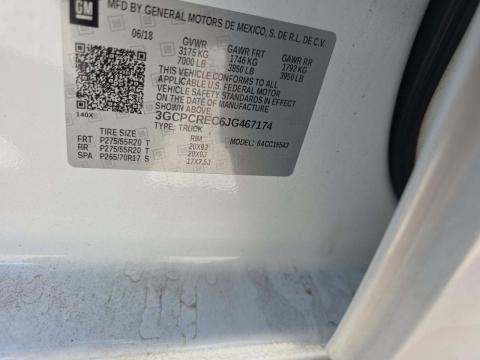 GM MFD BY GENERAL MOTORS DE MEXICO, S. DE R.L. DE C.V.
06/18 GVWR GAWR FRT GAWR RR
3175 KG 1746 KG 1792 KG
7000 LB 3850 LB 3950 LB
THIS VEHICLE CONFORMS TO ALL
APPLICABLE U.S. FEDERAL MOTOR
VEHICLE SAFETY STANDARDS IN EFFECT
ON THE DATE OF MANUFACTURE
SHOWN ABOVE.
3GCPCREC6JG467174
TYPE: TRUCK MODEL:
140X
TIRE SIZE RIM
FRT P275/55R20 T 20X9J
RR P275/55R20 T 20X9J
SPA P265/70R17 S 17X7.5J